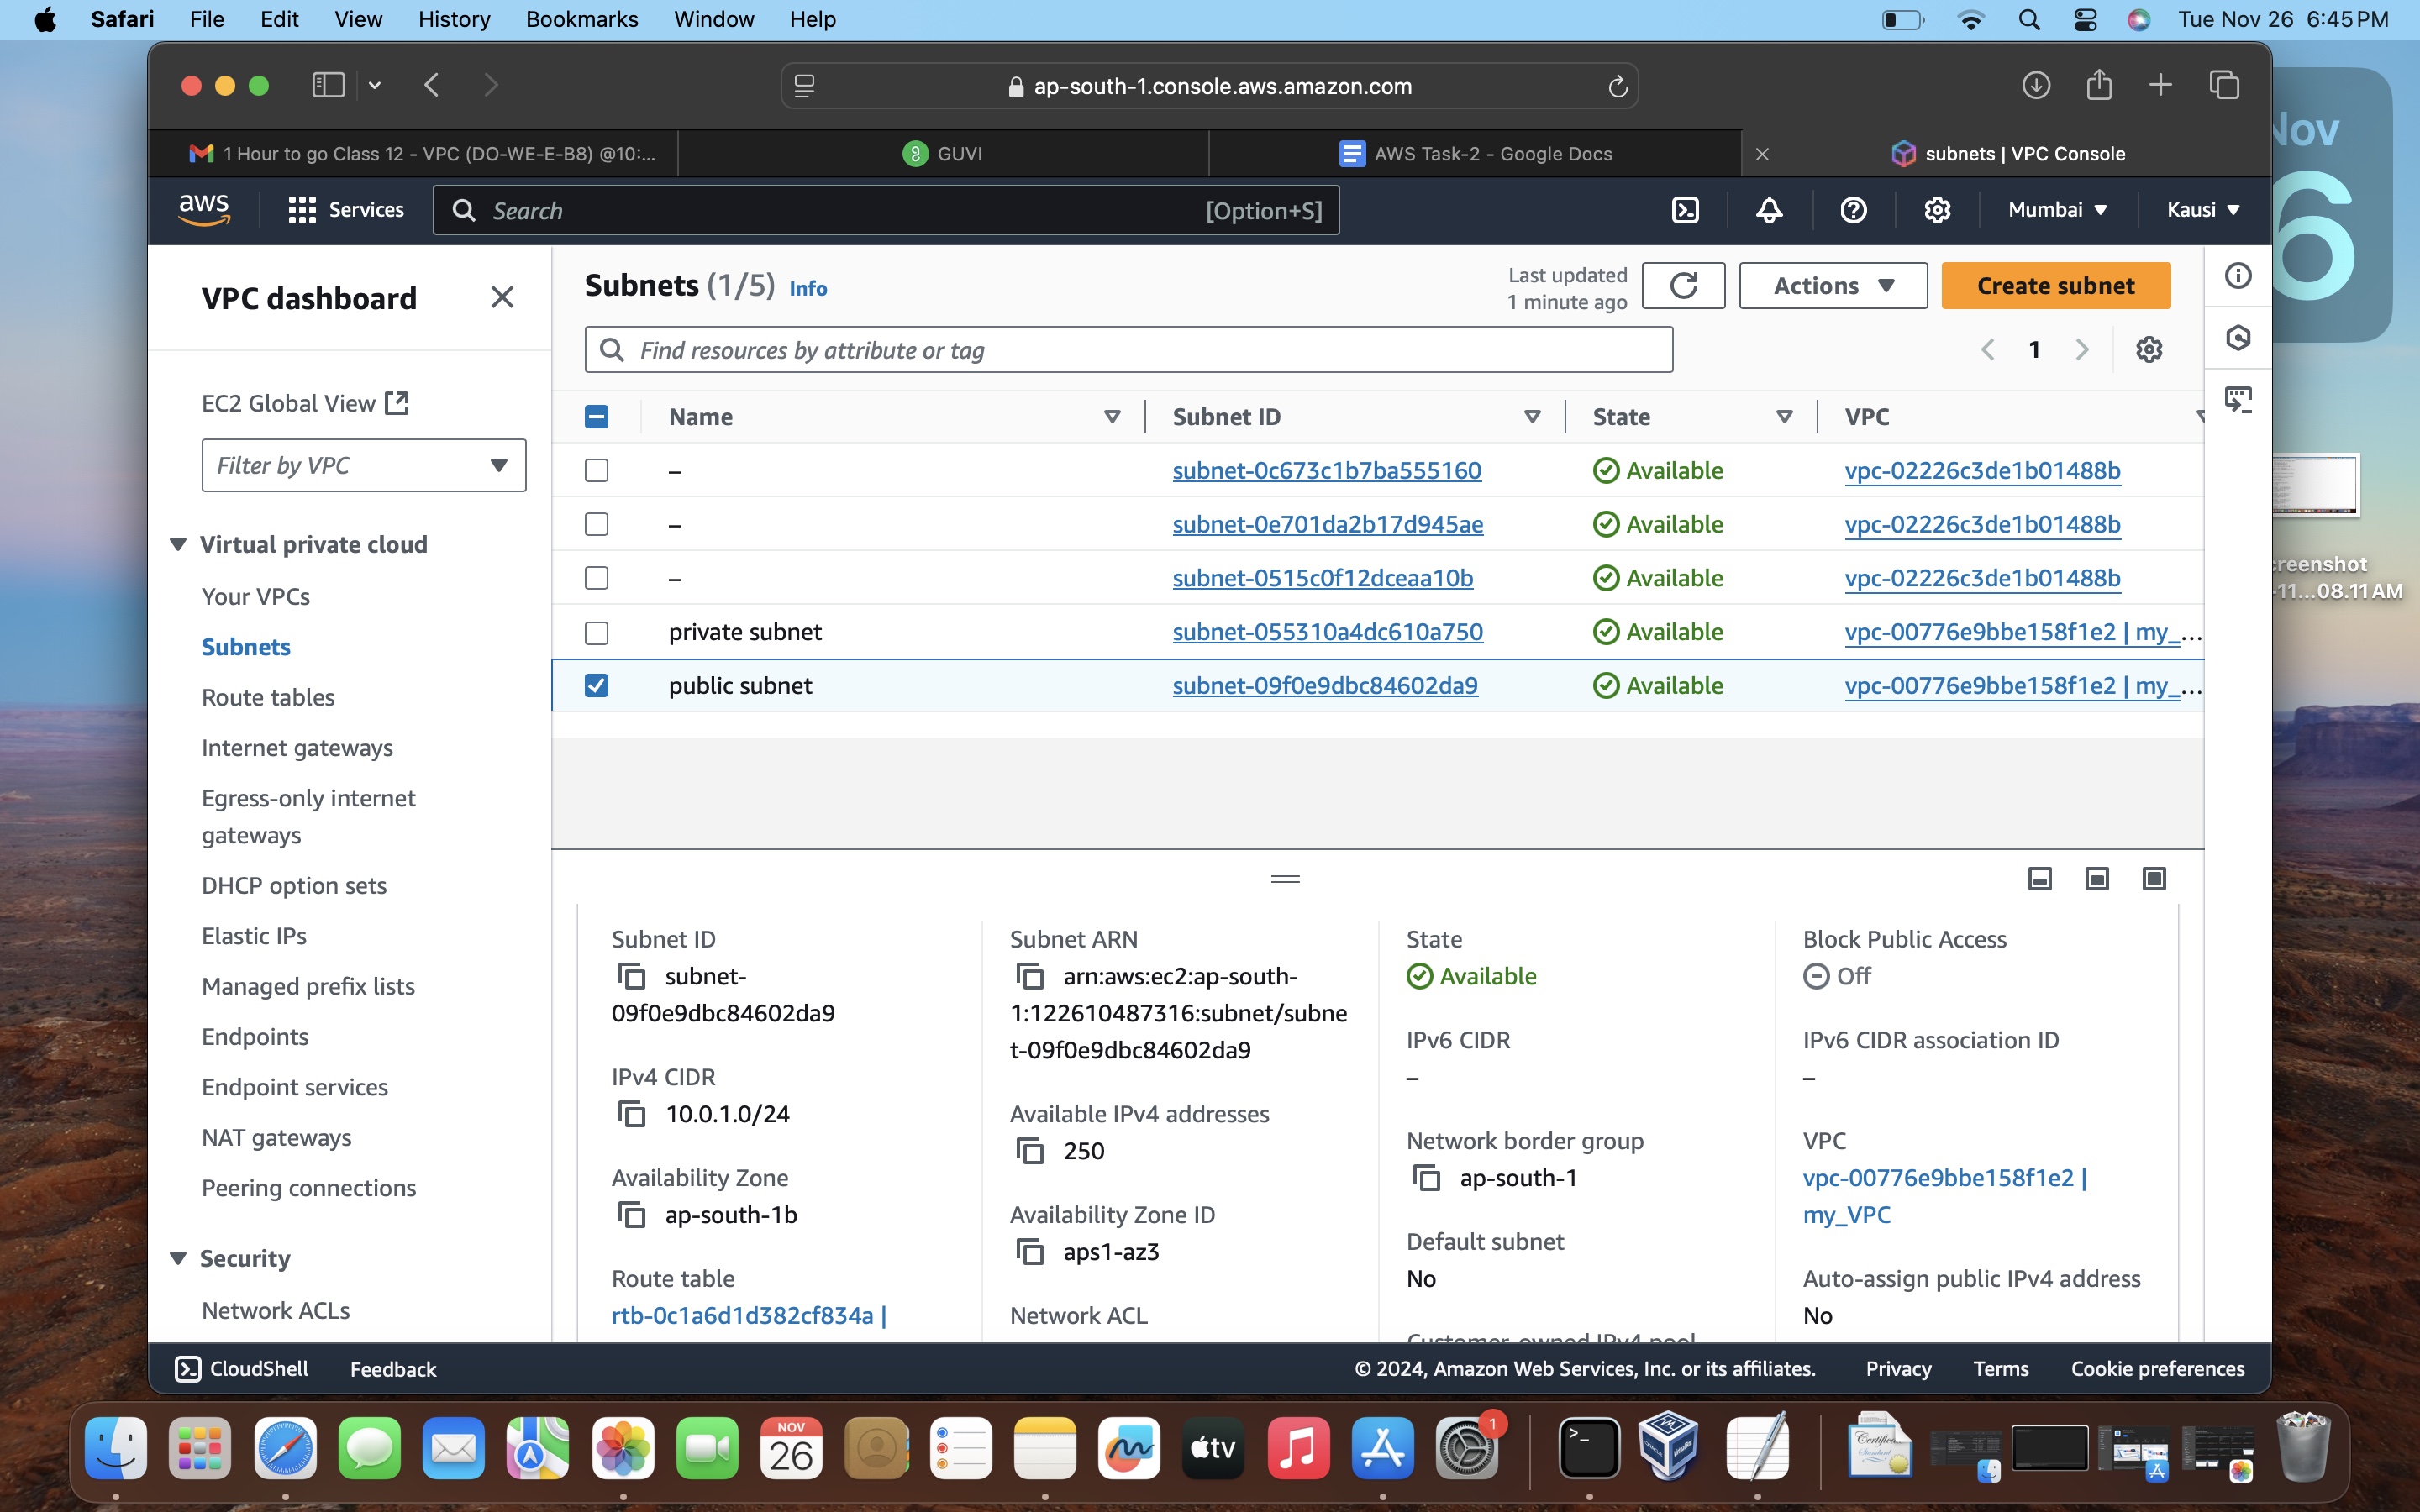 Safari File Edit View History Bookmarks Window Help Tue Nov 26 6:45 PM
ap-south-1.console.aws.amazon.com
1 Hour to go Class 12 - VPC (DO-WE-E-B8) @10:... GUVI AWS Task-2 - Google Docs subnets | VPC Console
aws Services Search [Option+S] Mumbai Kausi
VPC dashboard
EC2 Global View
Filter by VPC
Virtual private cloud
Your VPCs
Subnets
Route tables
Internet gateways
Egress-only internet
gateways
DHCP option sets
Elastic IPs
Managed prefix lists
Endpoints
Endpoint services
NAT gateways
Peering connections
Security
Network ACLs
Subnets (1/5) Info
Last updated
1 minute ago
Actions
Create subnet
Find resources by attribute or tag
1
Name Subnet ID State VPC
– subnet-0c673c1b7ba555160 Available vpc-02226c3de1b01488b
– subnet-0e701da2b17d945ae Available vpc-02226c3de1b01488b
– subnet-0515c0f12dceaa10b Available vpc-02226c3de1b01488b
private subnet subnet-055310a4dc610a750 Available vpc-00776e9bbe158f1e2 | my_...
public subnet subnet-09f0e9dbc84602da9 Available vpc-00776e9bbe158f1e2 | my_...
Subnet ID
subnet-
09f0e9dbc84602da9
IPv4 CIDR
10.0.1.0/24
Availability Zone
ap-south-1b
Route table
rtb-0c1a6d1d382cf834a |
Subnet ARN
arn:aws:ec2:ap-south-
1:122610487316:subnet/subne
t-09f0e9dbc84602da9
Available IPv4 addresses
250
Availability Zone ID
aps1-az3
Network ACL
State
Available
IPv6 CIDR
–
Network border group
ap-south-1
Default subnet
No
Customer-owned IPv4 pool
Block Public Access
Off
IPv6 CIDR association ID
–
VPC
vpc-00776e9bbe158f1e2 |
my_VPC
Auto-assign public IPv4 address
No
CloudShell Feedback © 2024, Amazon Web Services, Inc. or its affiliates. Privacy Terms Cookie preferences
Nov
6
creenshot
-11...08.11 AM
NOV
26
tv
1